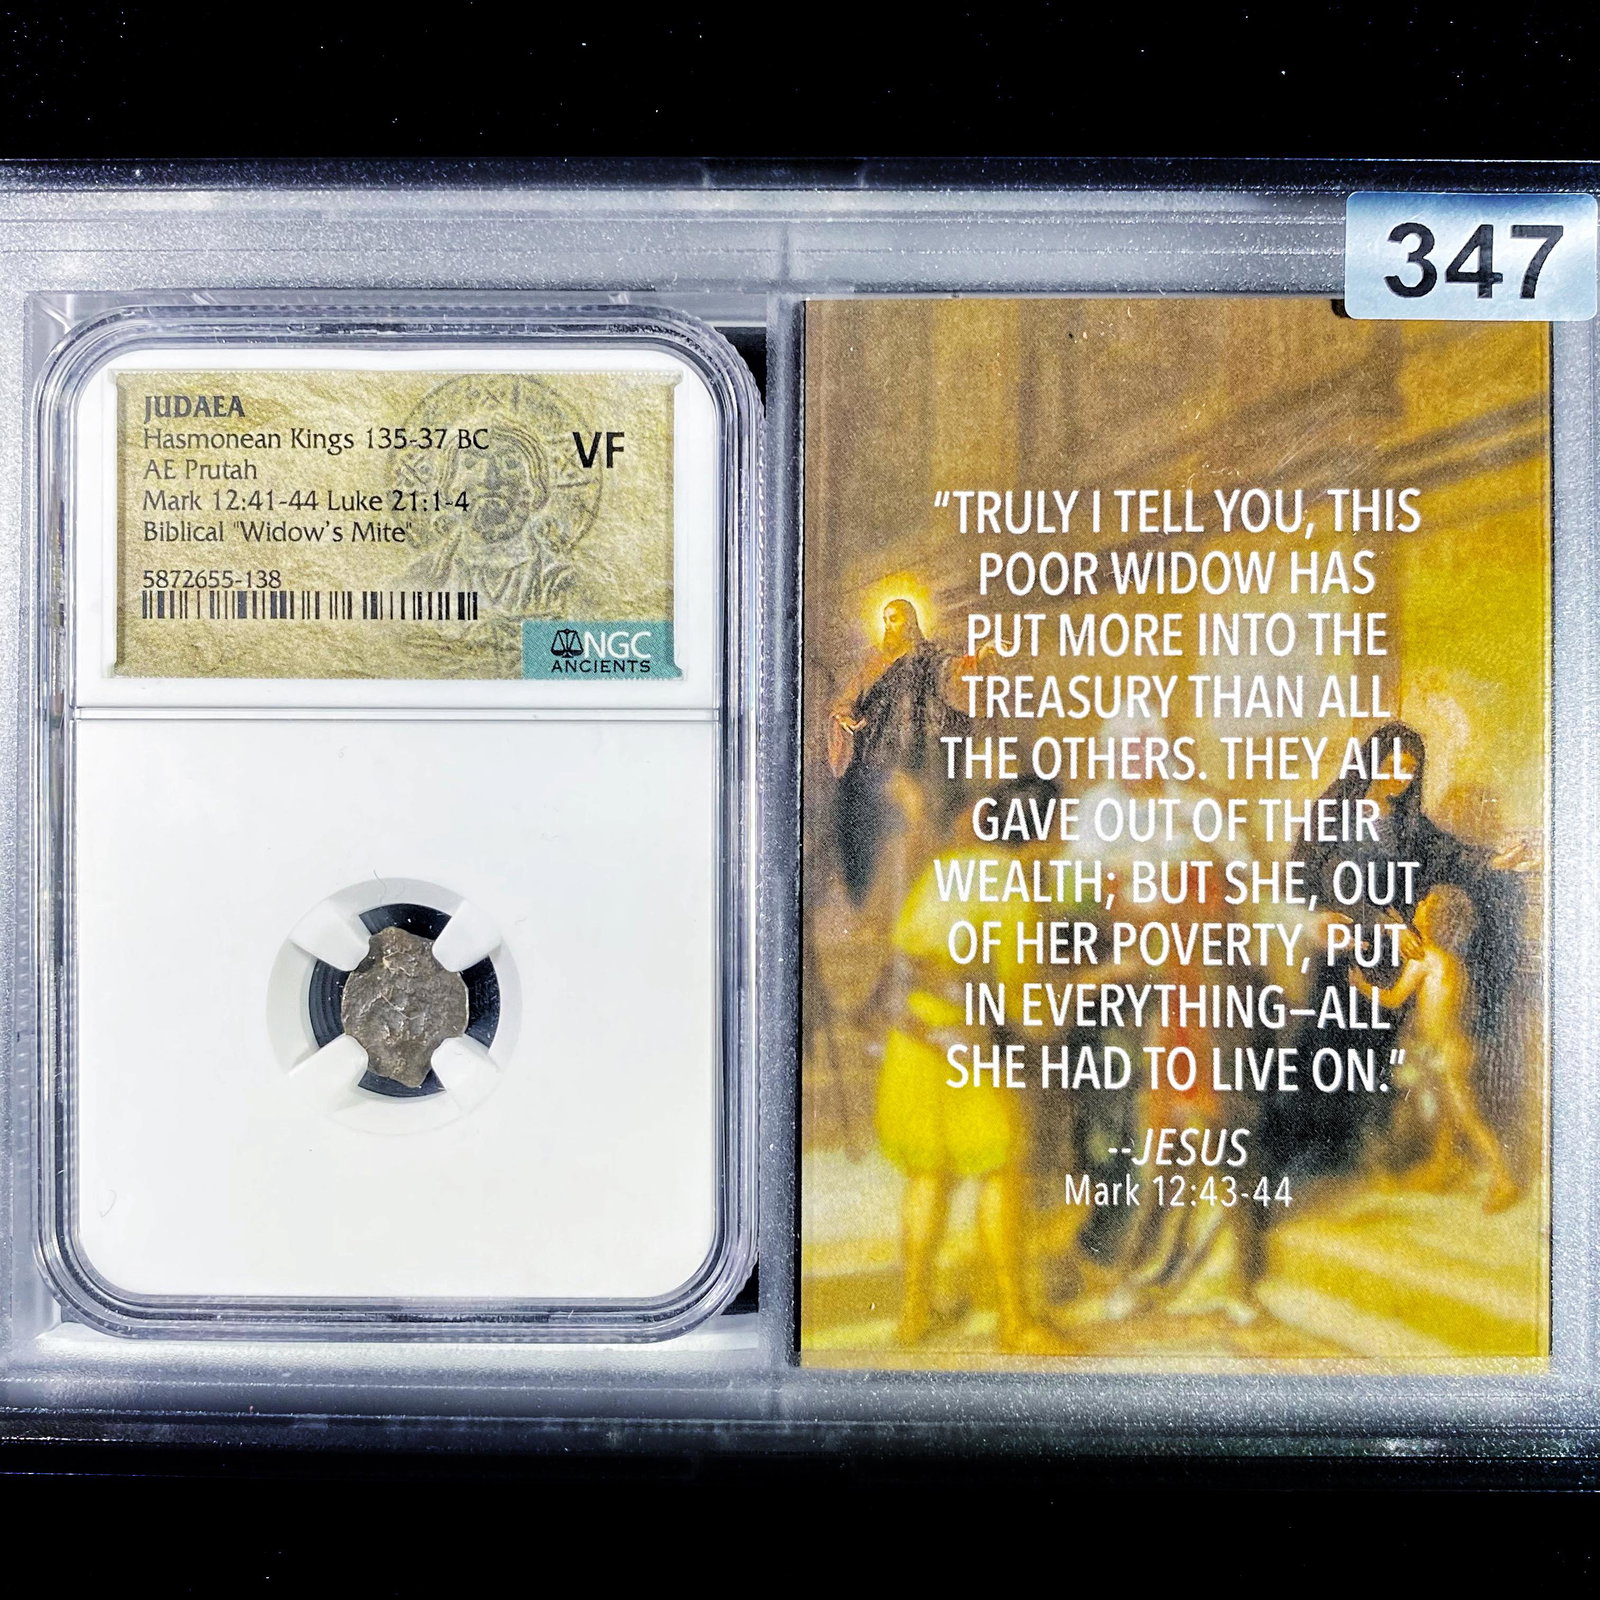 347
JUDAEA
Hasmonean Kings 135-37 BC
VF
AE Prutah
Mark 12:41-44 Luke 21:1-4
Biblical "Widow's Mite"
5872655-138
NGC
ANCIENTS
"TRULY I TELL YOU, THIS
POOR WIDOW HAS
PUT MORE INTO THE
TREASURY THAN ALL
THE OTHERS. THEY ALL
GAVE OUT OF THEIR
WEALTH; BUT SHE, OUT
OF HER POVERTY, PUT
IN EVERYTHING–ALL
SHE HAD TO LIVE ON."
--JESUS
Mark 12:43-44